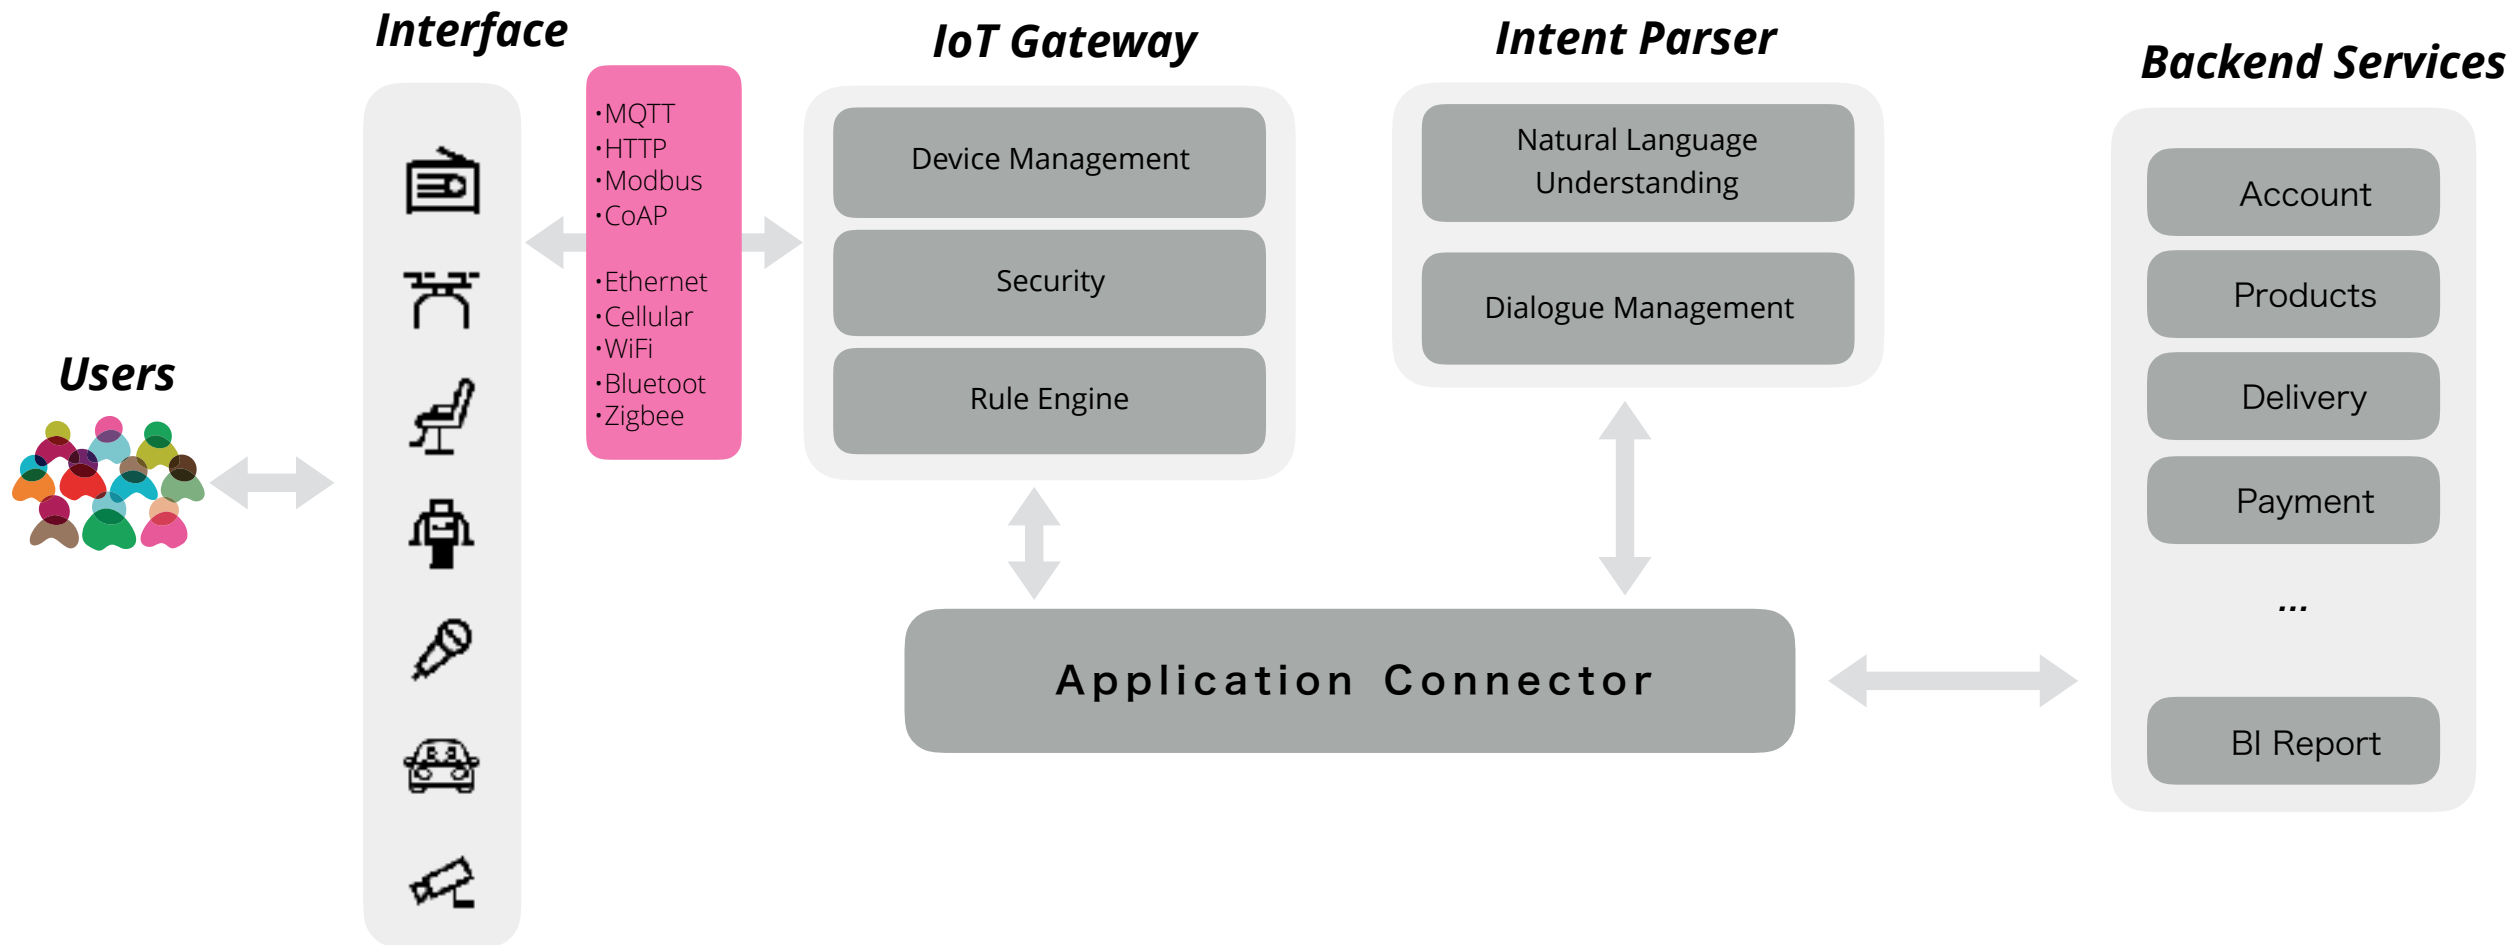 Interface
IoT Gateway
Intent Parser
Backend Services
Users
•MQTT
•HTTP
•Modbus
•CoAP
•Ethernet
•Cellular
•WiFi
•Bluetoot
•Zigbee
Device Management
Security
Rule Engine
Natural Language
Understanding
Dialogue Management
Account
Products
Delivery
Payment
...
BI Report
Application Connector